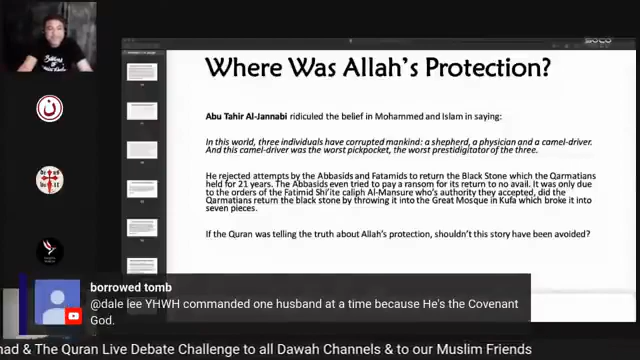 Where Was Allah's Protection?
Abu Tahir Al-Jannabi ridiculed the belief in Mohammed and Islam in saying:
In this world, three individuals have corrupted mankind: a shepherd, a physician and a camel-driver.
And this camel-driver was the worst pickpocket, the worst prestidigitator of the three.
He rejected attempts by the Abbasids and Fatamids to return the Black Stone which the Qarmatians
held for 21 years. The Abbasids even tried to pay a ransom for its return to no avail. It was only due
to the orders of the Fatimid Shi'ite caliph Al-Mansure who's authority they accepted, did the
Qarmatians return the black stone by throwing it into the Great Mosque in Kufa which broke it into
seven pieces.
If the Quran was telling the truth about Allah's protection, shouldn't this story have been avoided?
borrowed tomb
@dale lee YHWH commanded one husband at a time because He's the Covenant
God.
ad & The Quran Live Debate Challenge to all Dawah Channels & to our Muslim Friends